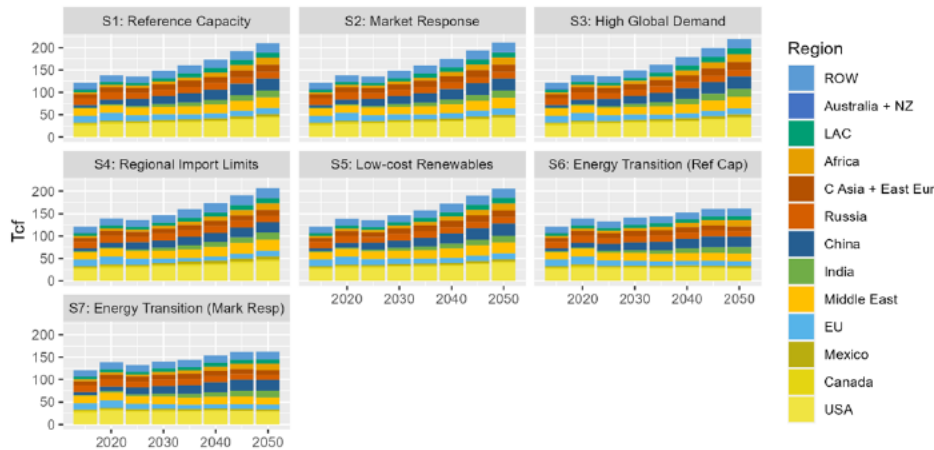 S1: Reference Capacity
S2: Market Response
S3: High Global Demand
200
150
100
50
0
S4: Regional Import Limits
S5: Low-cost Renewables
S6: Energy Transition (Ref Cap)
Tcf
200
150
100
50
0
2020 2030 2040 2050
2020 2030 2040 2050
S7: Energy Transition (Mark Resp)
200
150
100
50
0
2020 2030 2040 2050
Region
ROW
Australia + NZ
LAC
Africa
C Asia + East Eur
Russia
China
India
Middle East
EU
Mexico
Canada
USA